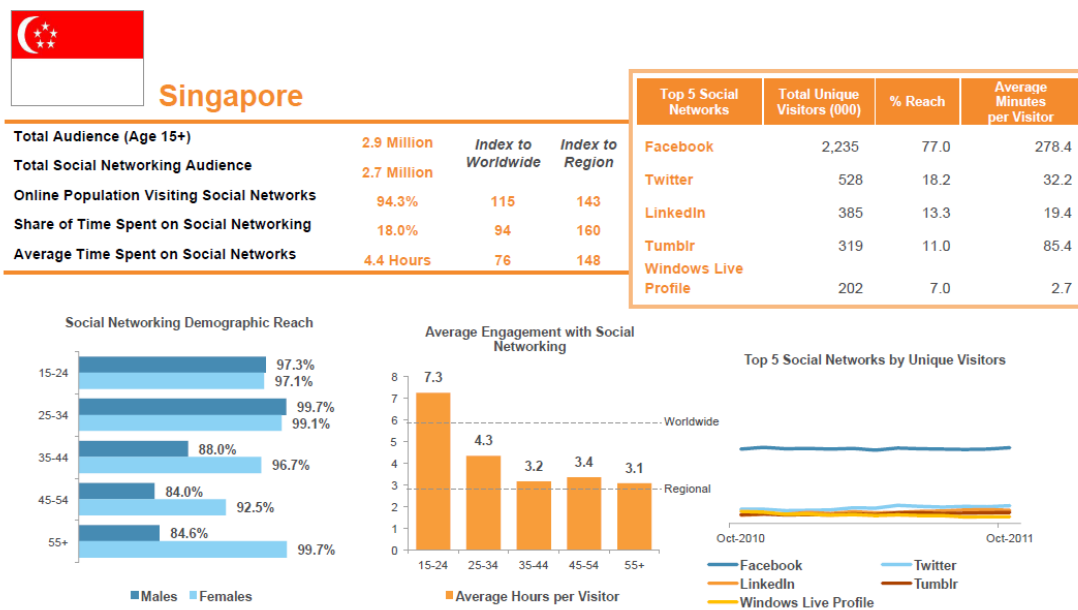 Singapore
Total Audience (Age 15+) 2.9 Million
Index to Worldwide
Index to Region
Total Social Networking Audience 2.7 Million
Online Population Visiting Social Networks 94.3% 115 143
Share of Time Spent on Social Networking 18.0% 94 160
Average Time Spent on Social Networks 4.4 Hours 76 148
Top 5 Social Networks
Total Unique Visitors (000)
% Reach
Average Minutes per Visitor
Facebook 2,235 77.0 278.4
Twitter 528 18.2 32.2
LinkedIn 385 13.3 19.4
Tumblr 319 11.0 85.4
Windows Live
Profile 202 7.0 2.7
Social Networking Demographic Reach
15-24 97.3%
97.1%
25-34 99.7%
99.1%
35-44 88.0%
96.7%
45-54 84.0%
92.5%
55+ 84.6%
99.7%
Males Females
Average Engagement with Social
Networking
8
7
6
5
4
3
2
1
0
7.3 4.3 3.2 3.4 3.1
Worldwide
Regional
15-24 25-34 35-44 45-54 55+
Average Hours per Visitor
Top 5 Social Networks by Unique Visitors
Oct-2010 Oct-2011
Facebook Twitter
LinkedIn Tumblr
Windows Live Profile